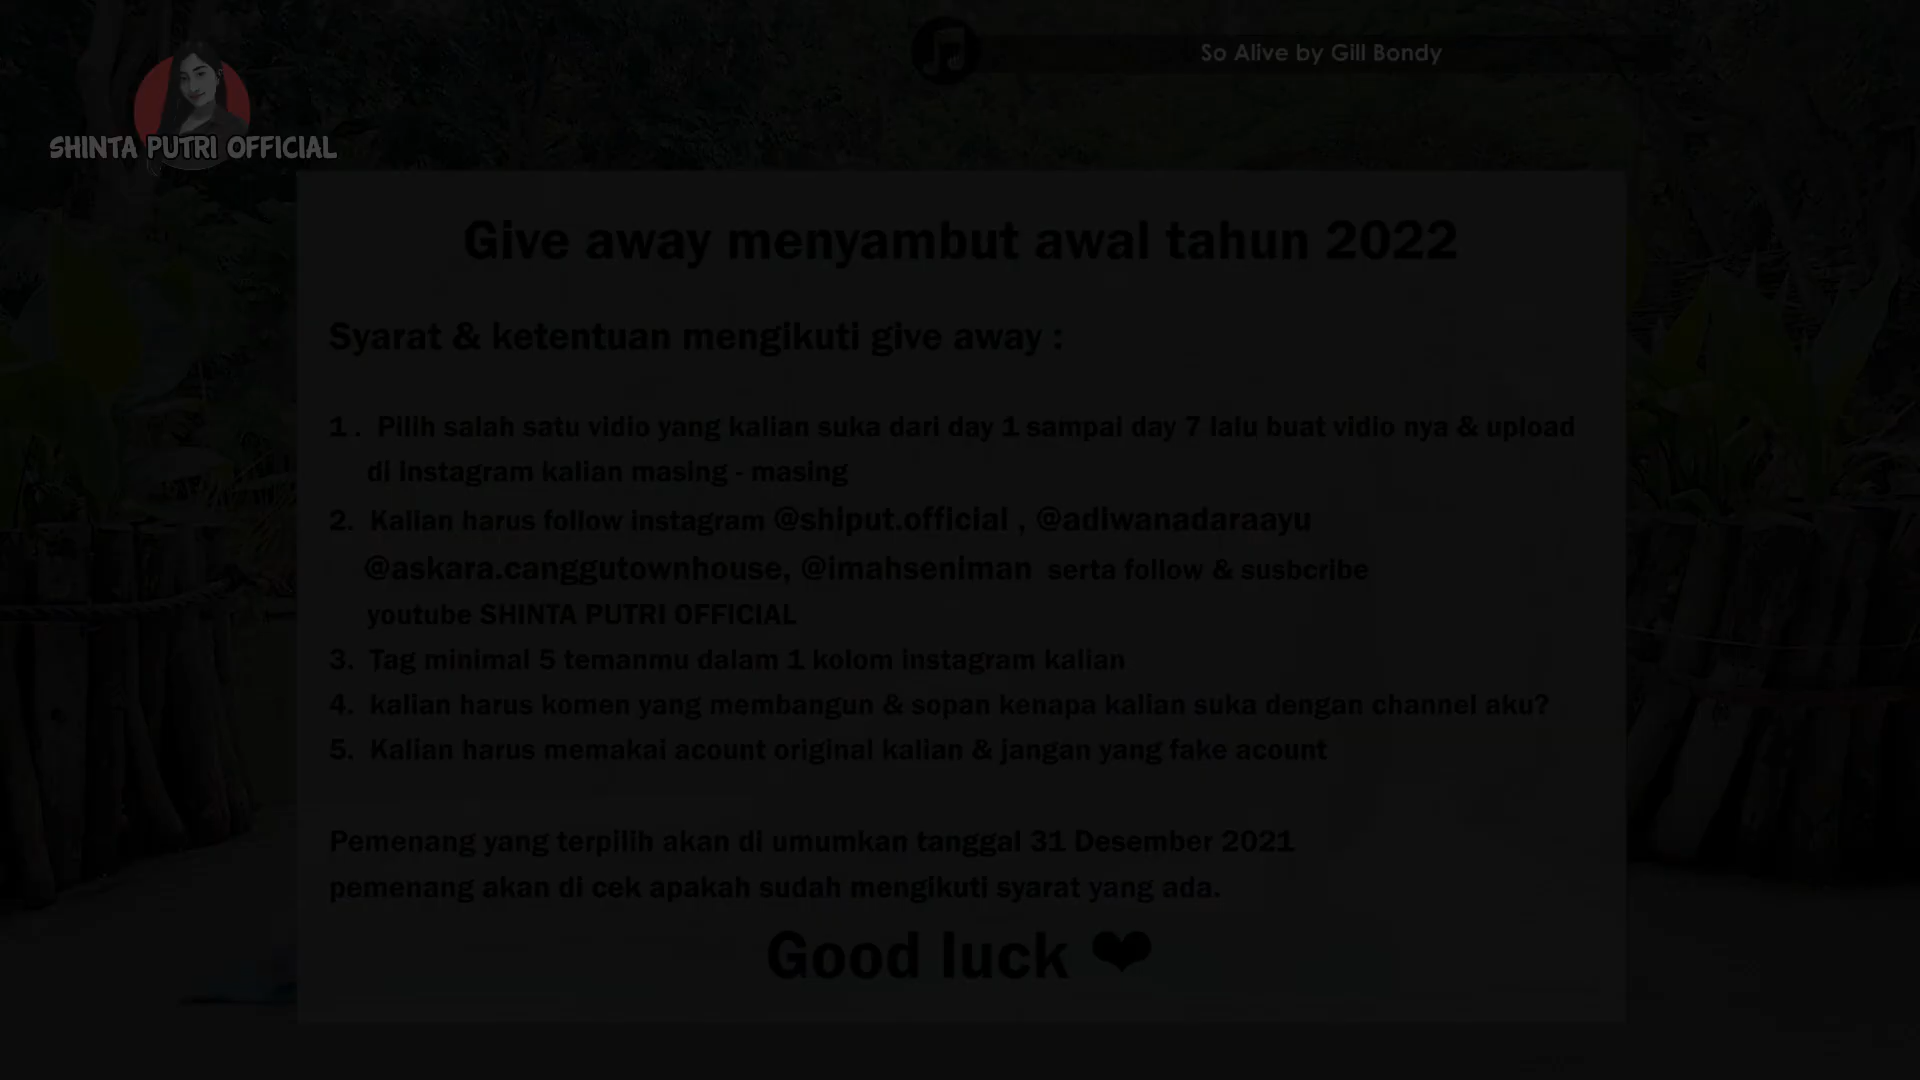 So Alive by Gill Bondy
SHINTA PUTRI OFFICIAL
Give away menyambut awal tahun 2022
Syarat & ketentuan mengikuti give away :
1 . Pilih salah satu vidio yang kalian suka dari day 1 sampai day 7 lalu buat vidio nya & upload
di instagram kalian masing - masing
2. Kalian harus follow instagram @shiput.official , @adiwanadaraayu
@askara.canggutownhouse, @imahseniman serta follow & susbcribe
youtube SHINTA PUTRI OFFICIAL
3. Tag minimal 5 temanmu dalam 1 kolom instagram kalian
4. kalian harus komen yang membangun & sopan kenapa kalian suka dengan channel aku?
5. Kalian harus memakai acount original kalian & jangan yang fake acount
Pemenang yang terpilih akan di umumkan tanggal 31 Desember 2021
pemenang akan di cek apakah sudah mengikuti syarat yang ada.
Good luck ❤